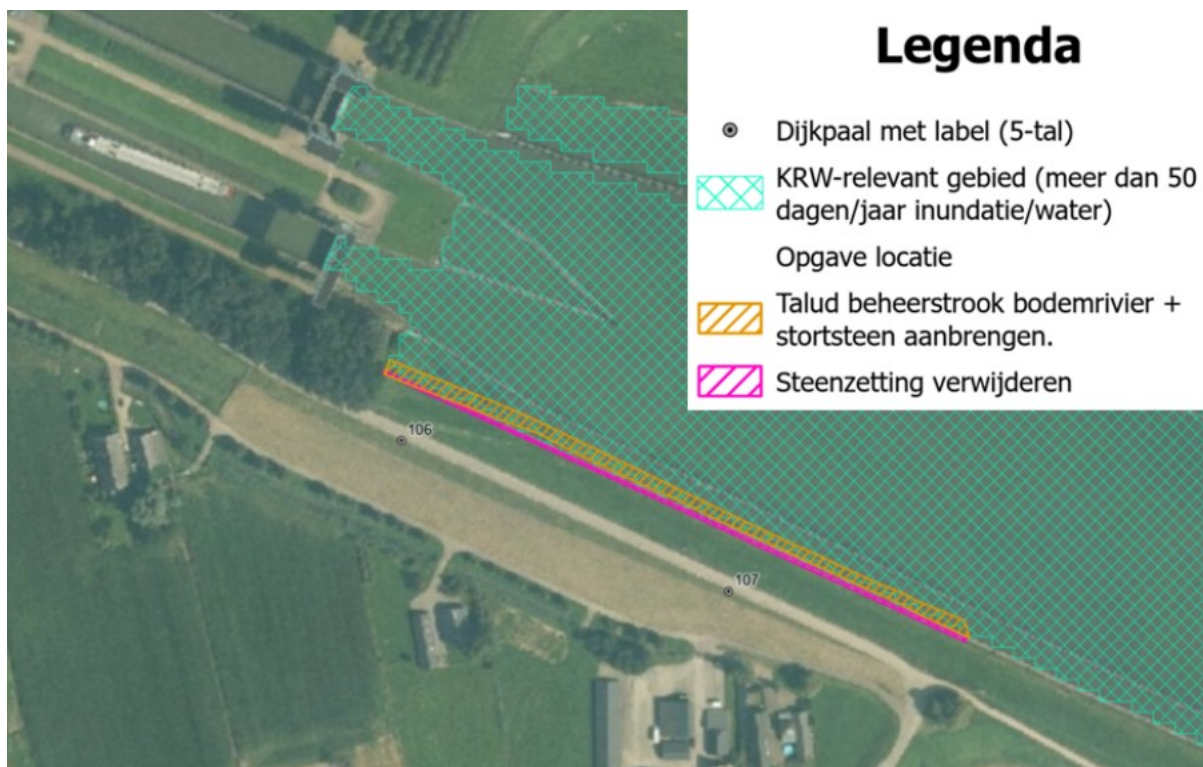 Legenda
Dijkpaal met label (5-tal)
KRW-relevant gebied (meer dan 50
dagen/jaar inundatie/water)
Opgave locatie
Talud beheerstrook bodemrivier +
stortsteen aanbrengen.
Steenzetting verwijderen
106
107